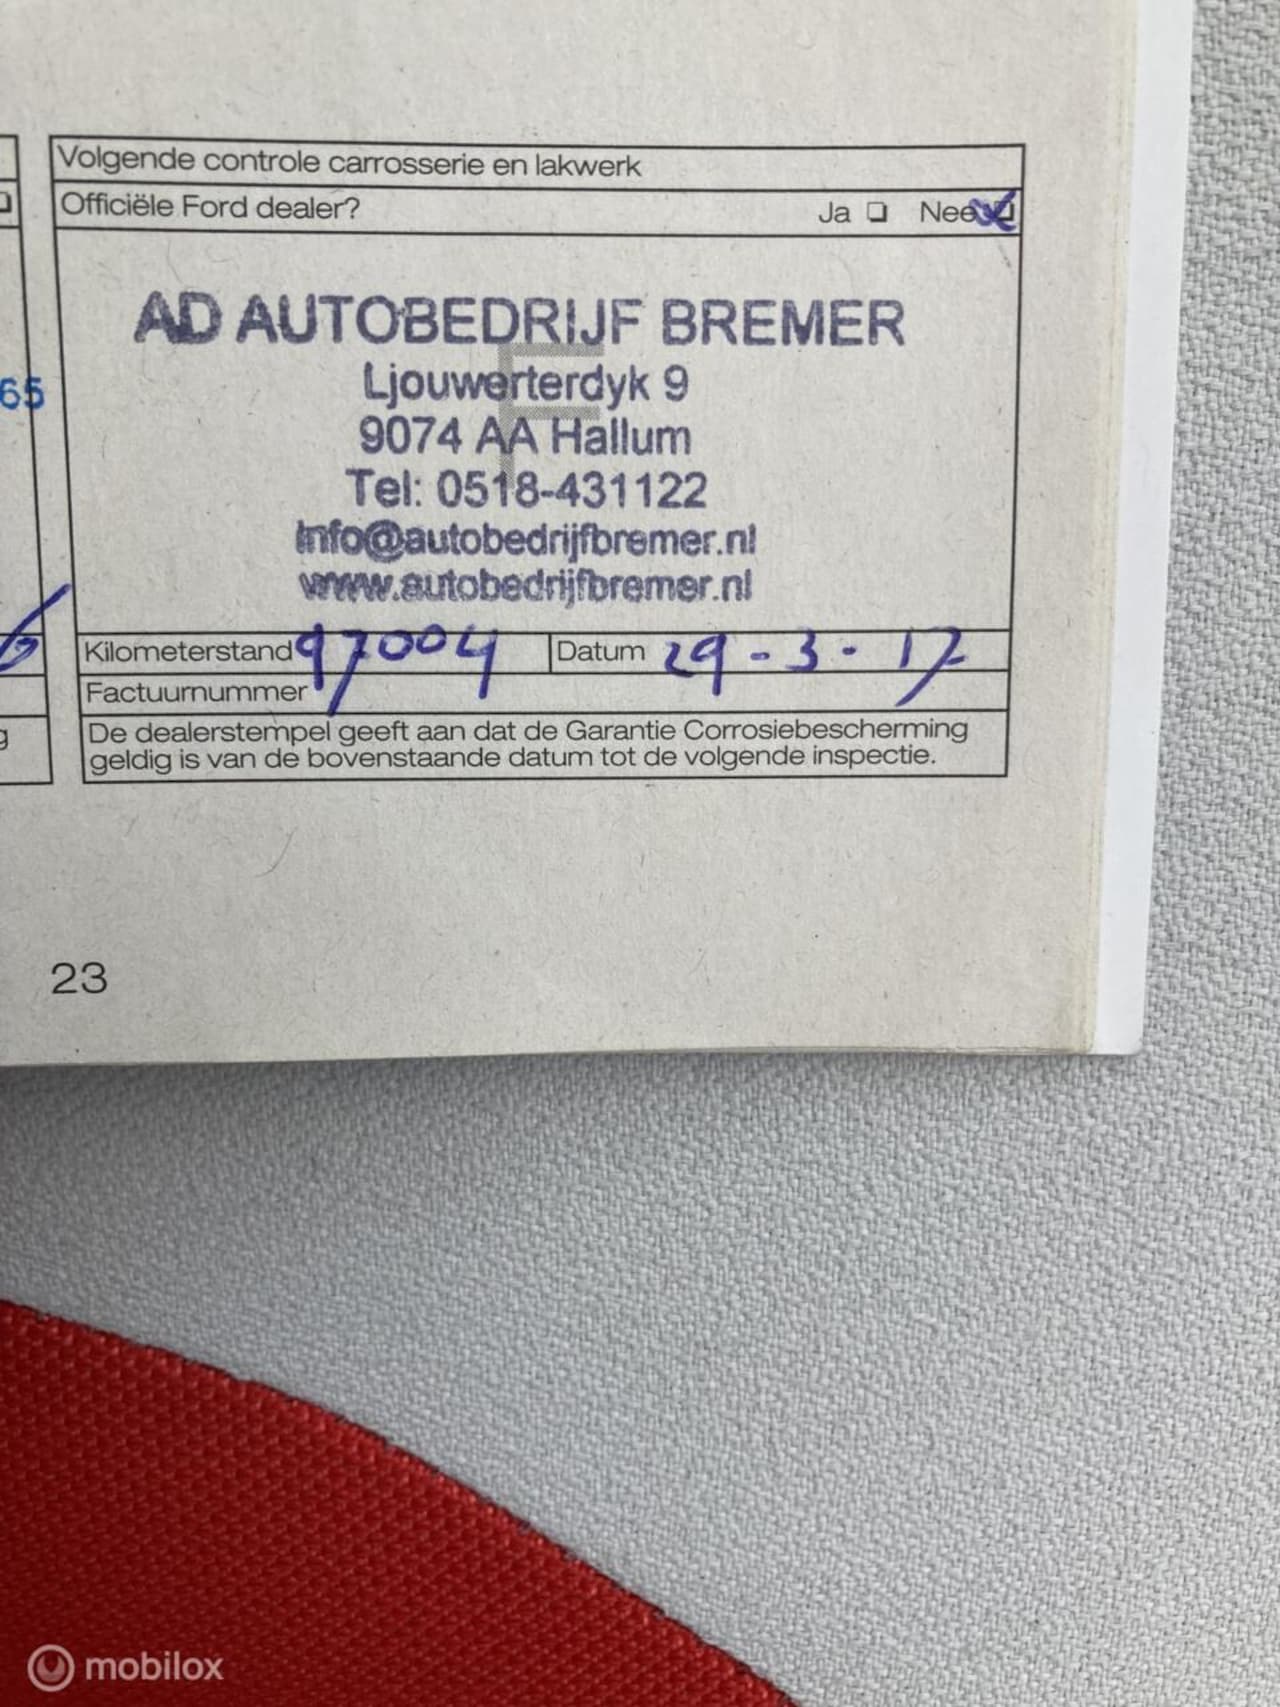 Volgende controle carrosserie en lakwerk
Officiële Ford dealer? Ja Nee
AD AUTOBEDRIJF BREMER
Ljouwerterdyk 9
65
9074 AA Hallum
Tel: 0518-431122
info@autobedrijfbremer.nl
www.autobedrijfbremer.nl
Kilometerstand 97004 Datum 29-3-17
Factuurnummer
De dealerstempel geeft aan dat de Garantie Corrosiebescherming
geldig is van de bovenstaande datum tot de volgende inspectie.
23
mobilox